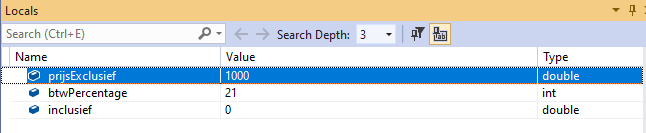 Locals
Search (Ctrl+E) Search Depth: 3
Name Value Type
prijsExclusief 1000 double
btwPercentage 21 int
inclusief 0 double